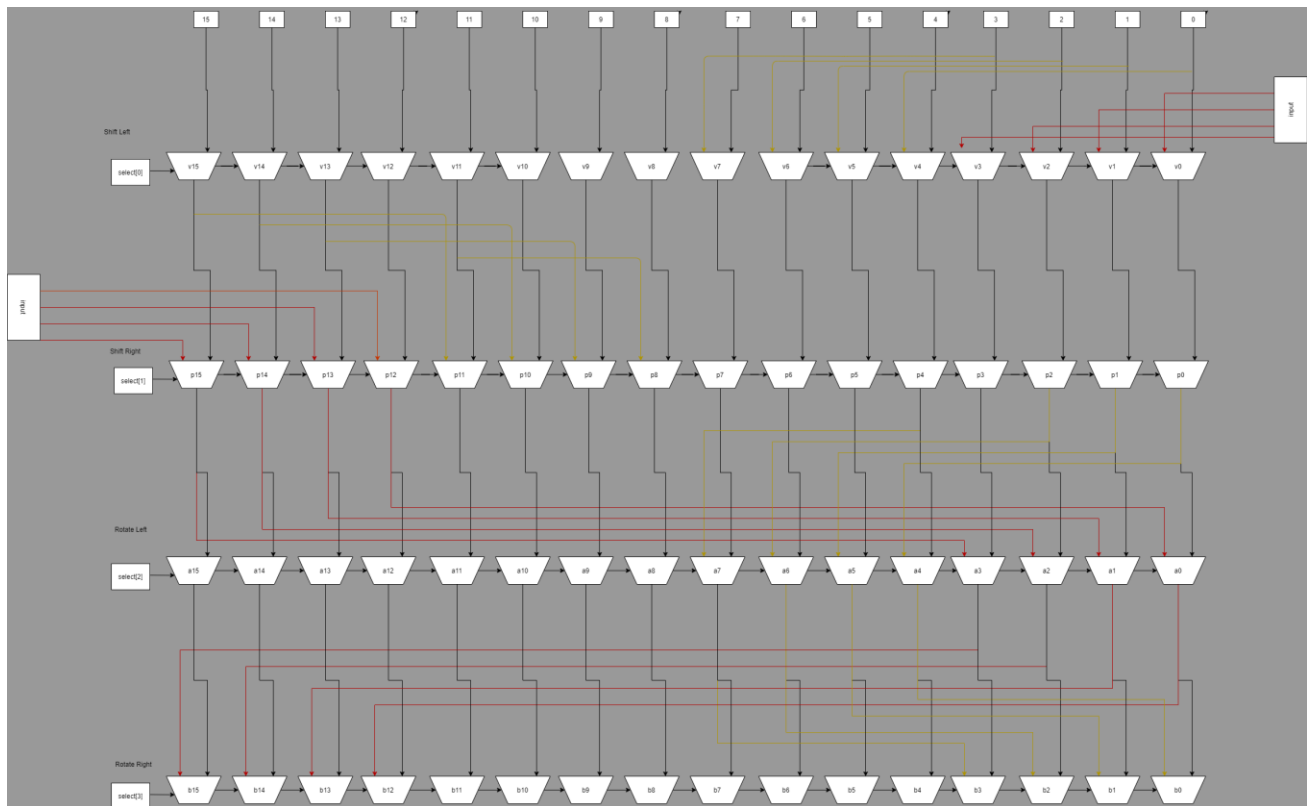 15 14 13 12 11 10 9 8 7 6 5 4 3 2 1 0
input
Shift Left
select[0] v15 v14 v13 v12 v11 v10 v9 v8 v7 v6 v5 v4 v3 v2 v1 v0
input
Shift Right
select[1] p15 p14 p13 p12 p11 p10 p9 p8 p7 p6 p5 p4 p3 p2 p1 p0
Rotate Left
select[2] a15 a14 a13 a12 a11 a10 a9 a8 a7 a6 a5 a4 a3 a2 a1 a0
Rotate Right
select[3] b15 b14 b13 b12 b11 b10 b9 b8 b7 b6 b5 b4 b3 b2 b1 b0